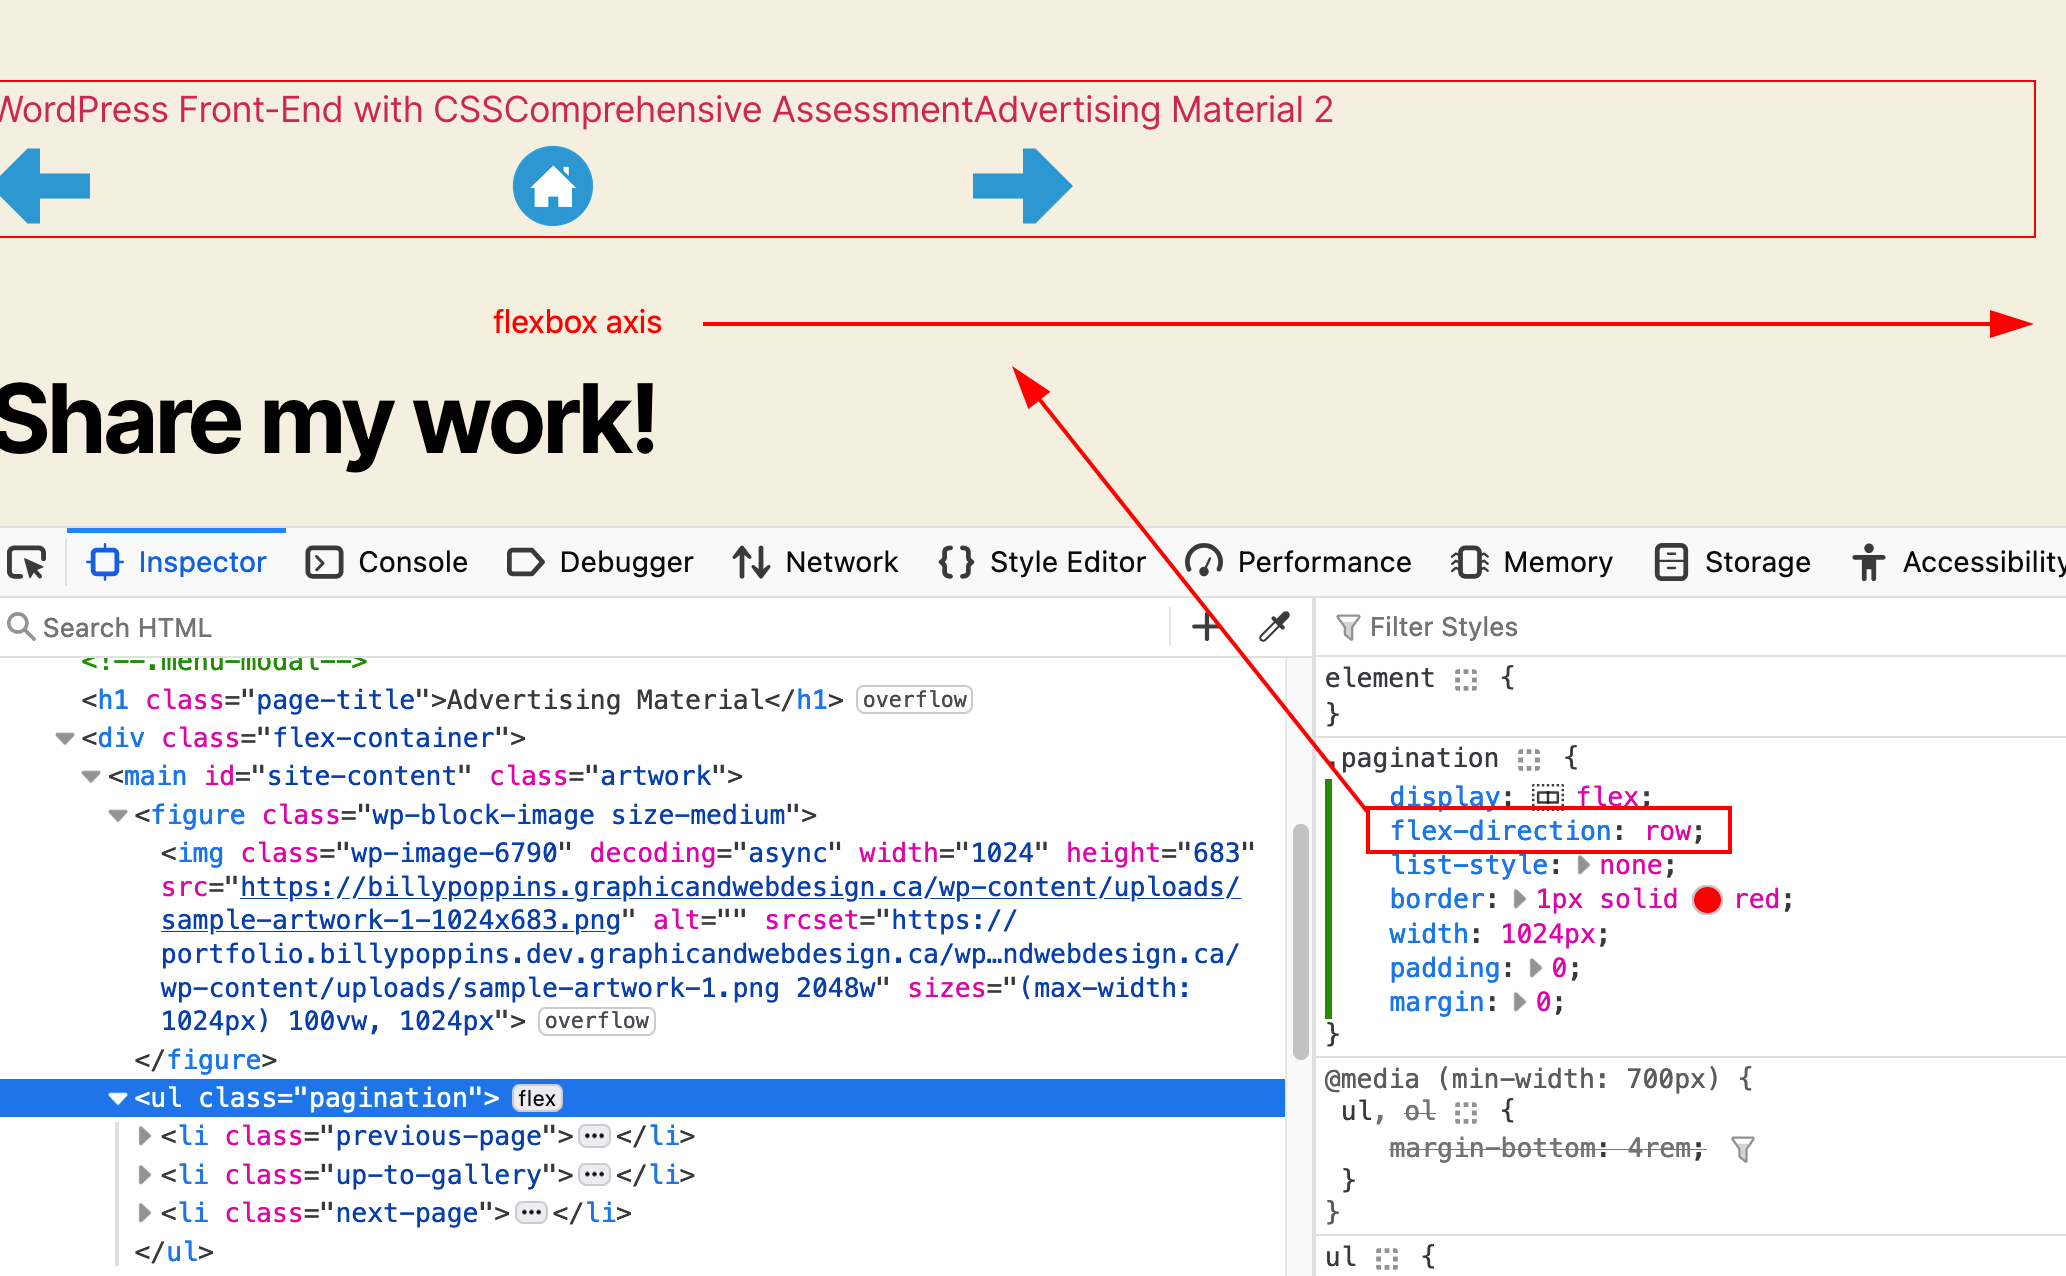 WordPress Front-End with CSSComprehensive AssessmentAdvertising Material 2
flexbox axis
Share my work!
Inspector Console Debugger Network Style Editor Performance Memory Storage Accessibility
Search HTML
Filter Styles
<!--.menu-modal-->
<h1 class="page-title">Advertising Material</h1> overflow
<div class="flex-container">
<main id="site-content" class="artwork">
<figure class="wp-block-image size-medium">
<img class="wp-image-6790" decoding="async" width="1024" height="683"
src="https://billypoppins.graphicandwebdesign.ca/wp-content/uploads/
sample-artwork-1-1024x683.png" alt="" srcset="https://
portfolio.billypoppins.dev.graphicandwebdesign.ca/wp…ndwebdesign.ca/
wp-content/uploads/sample-artwork-1.png 2048w" sizes="(max-width:
1024px) 100vw, 1024px"> overflow
</figure>
<ul class="pagination"> flex
<li class="previous-page">…</li>
<li class="up-to-gallery">…</li>
<li class="next-page">…</li>
</ul>
element {
}
.pagination {
display: flex;
flex-direction: row;
list-style: none;
border: 1px solid red;
width: 1024px;
padding: 0;
margin: 0;
}
@media (min-width: 700px) {
ul, ol {
margin-bottom: 4rem;
}
}
ul {